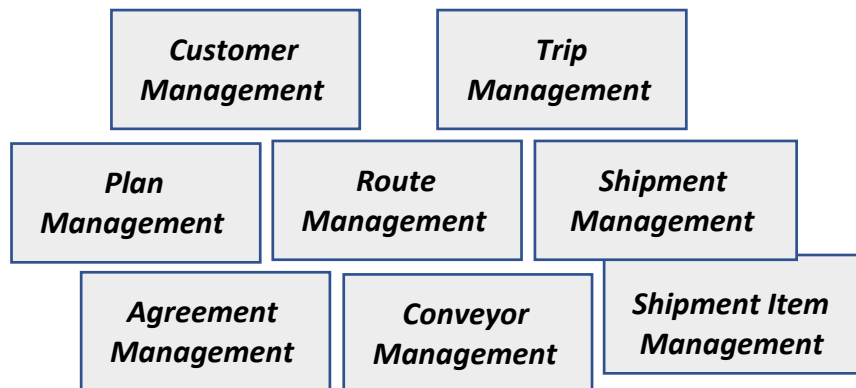 Customer
Management
Trip
Management
Plan
Management
Route
Management
Shipment
Management
Agreement
Management
Conveyor
Management
Shipment Item
Management